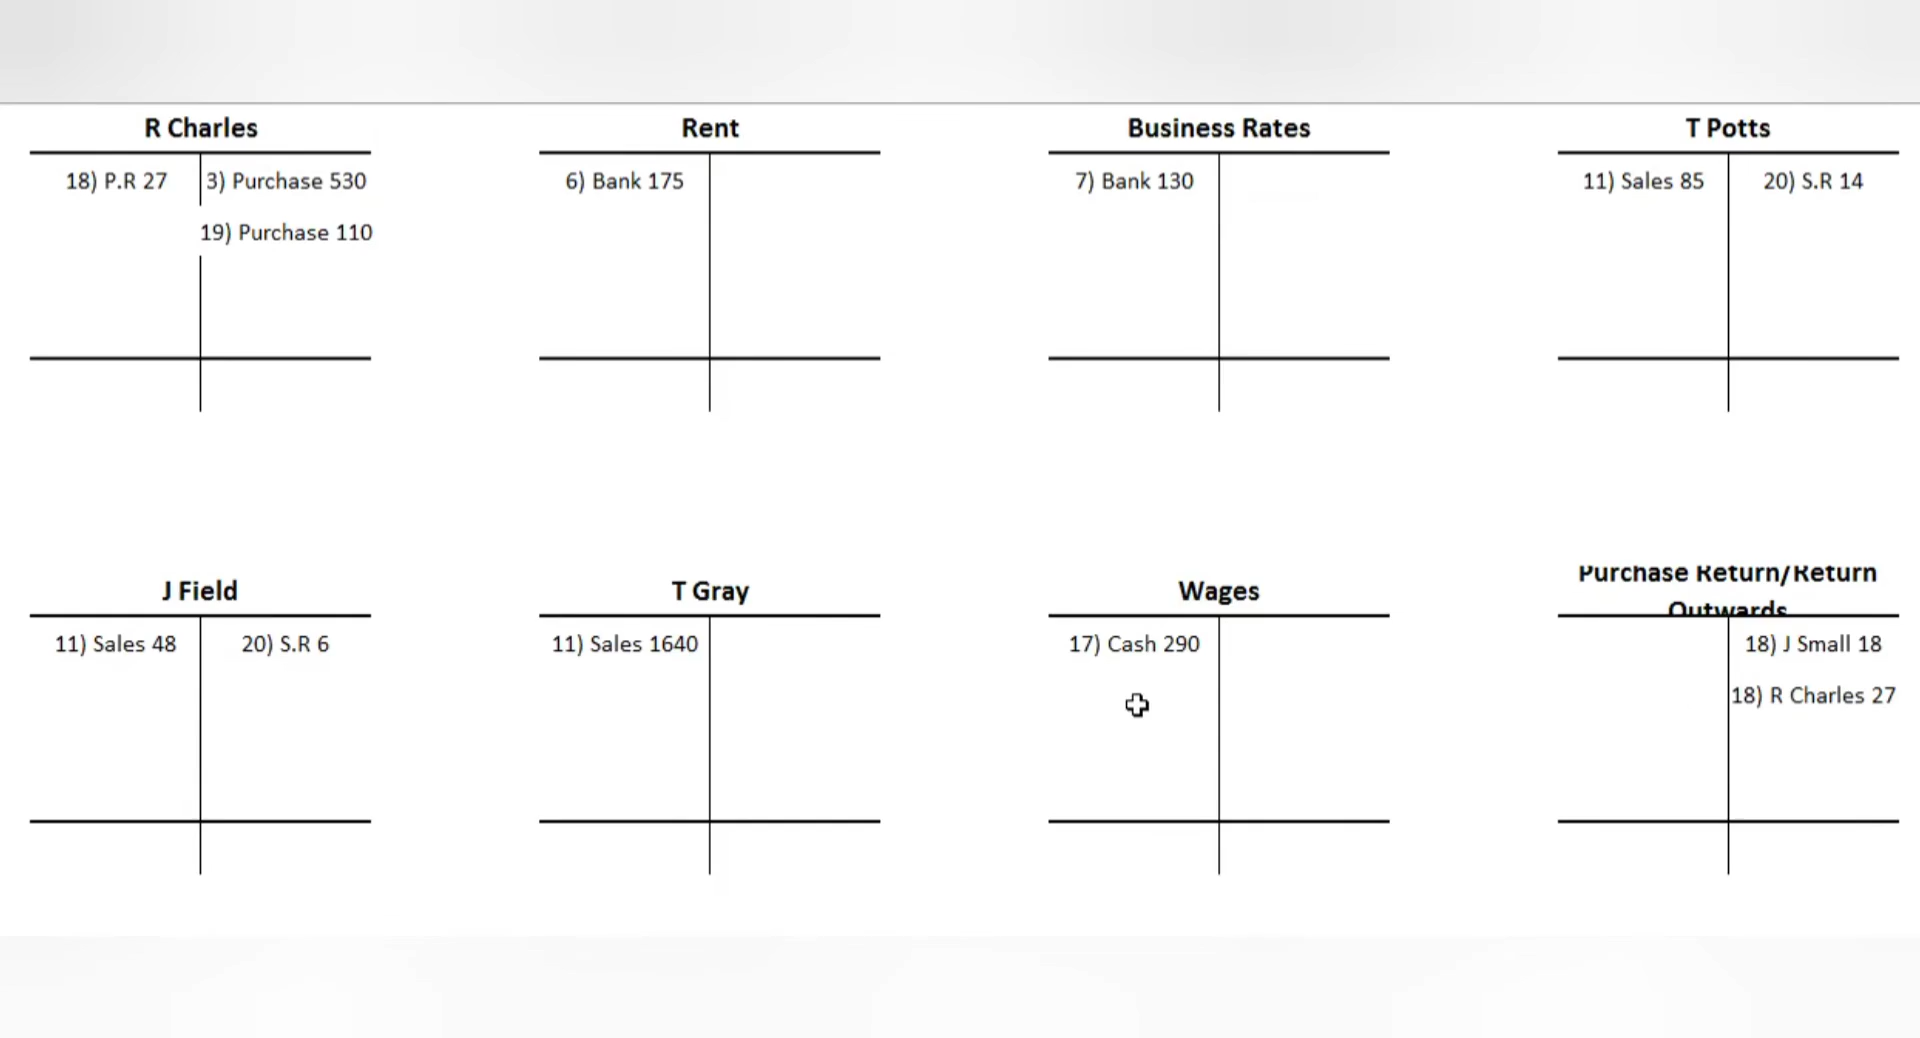 R Charles
18) P.R 27
3) Purchase 530
19) Purchase 110
Rent
6) Bank 175
Business Rates
7) Bank 130
T Potts
11) Sales 85
20) S.R 14
J Field
11) Sales 48
20) S.R 6
T Gray
11) Sales 1640
Wages
17) Cash 290
Purchase Return/Return
Outwards
18) J Small 18
18) R Charles 27